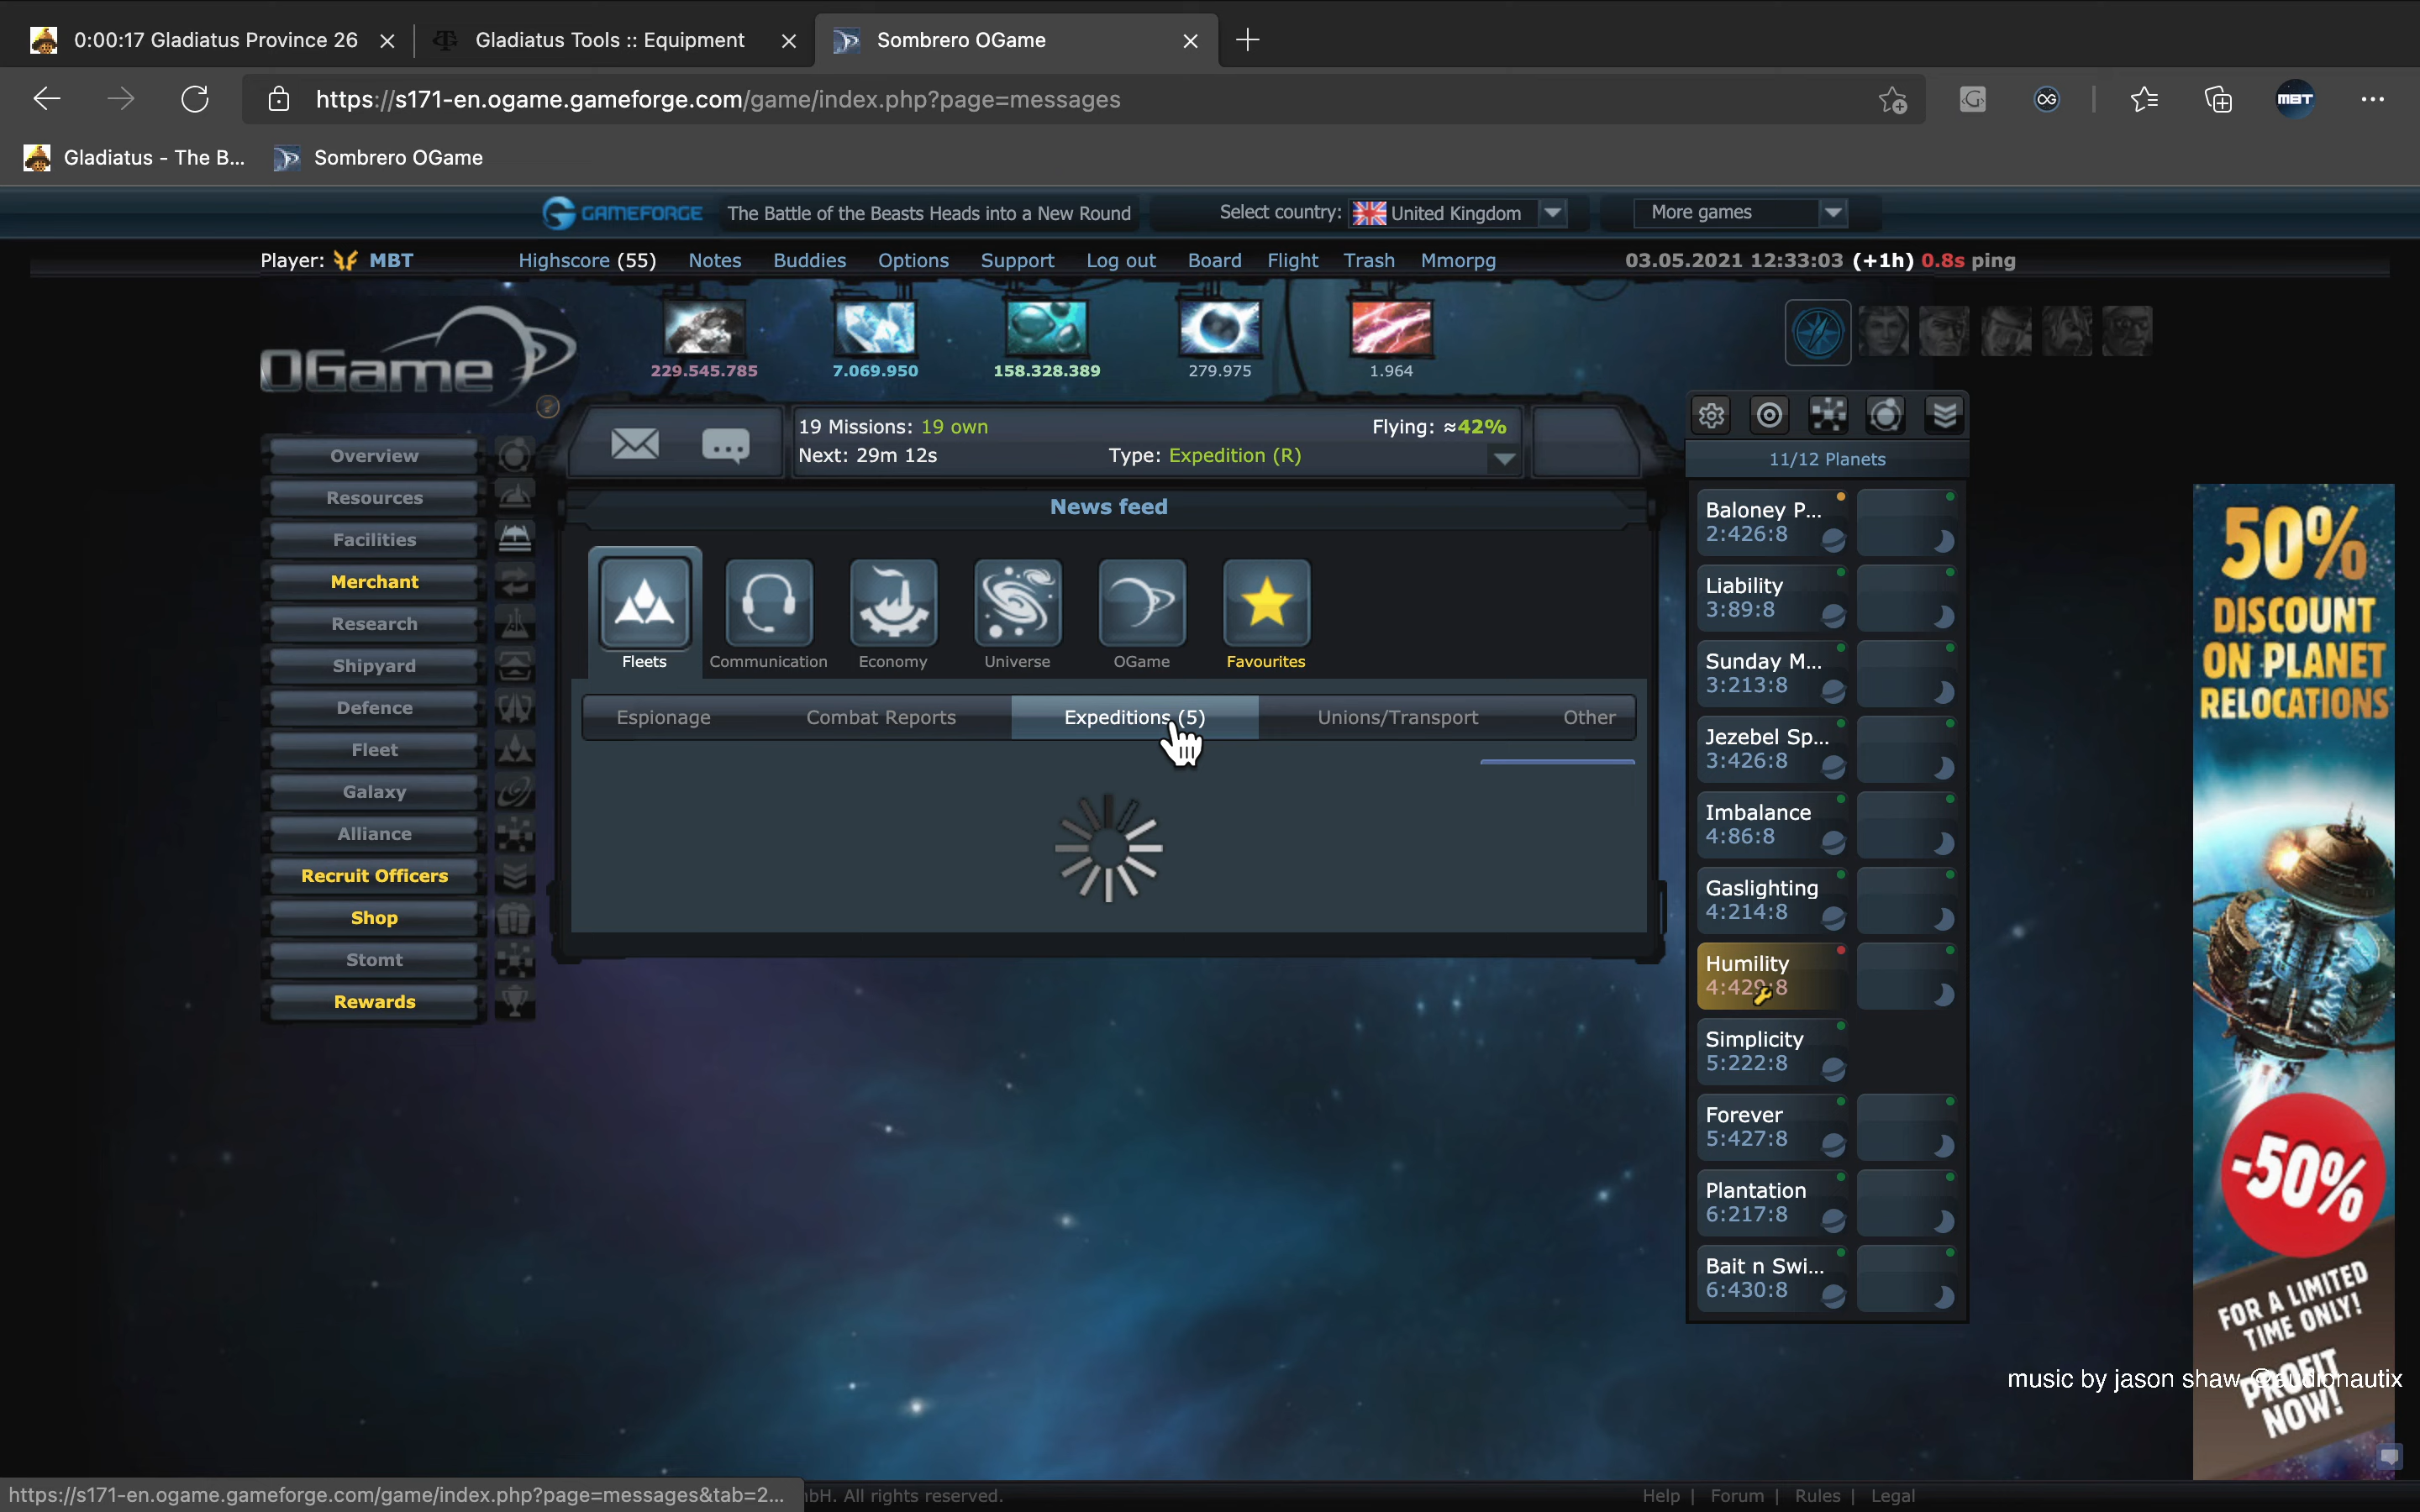 0:00:17 Gladiatus Province 26
Gladiatus Tools :: Equipment
Sombrero OGame
https://s171-en.ogame.gameforge.com/game/index.php?page=messages
MBT
Gladiatus - The B...
Sombrero OGame
GAMEFORGE
The Battle of the Beasts Heads into a New Round
Select country:
United Kingdom
More games
Player: MBT
Highscore (55)
Notes
Buddies
Options
Support
Log out
Board
Flight
Trash
Mmorpg
03.05.2021 12:33:03 (+1h) 0.8s ping
OGame
229.545.785
7.069.950
158.328.389
279.975
1.964
?
19 Missions: 19 own
Flying: ≈42%
Next: 29m 12s
Type: Expedition (R)
Overview
Resources
Facilities
Merchant
Research
Shipyard
Defence
Fleet
Galaxy
Alliance
Recruit Officers
Shop
Stomt
Rewards
News feed
Fleets
Communication
Economy
Universe
OGame
Favourites
Espionage
Combat Reports
Expeditions (5)
Unions/Transport
Other
11/12 Planets
Baloney P...
2:426:8
Liability
3:89:8
Sunday M...
3:213:8
Jezebel Sp...
3:426:8
Imbalance
4:86:8
Gaslighting
4:214:8
Humility
4:429:8
Simplicity
5:222:8
Forever
5:427:8
Plantation
6:217:8
Bait n Swi...
6:430:8
50%
DISCOUNT
ON PLANET
RELOCATIONS
-50%
FOR A LIMITED
TIME ONLY!
PROFIT
NOW!
music by jason shaw @audionautix
https://s171-en.ogame.gameforge.com/game/index.php?page=messages&tab=2...
All rights reserved.
Help |
Forum |
Rules |
Legal